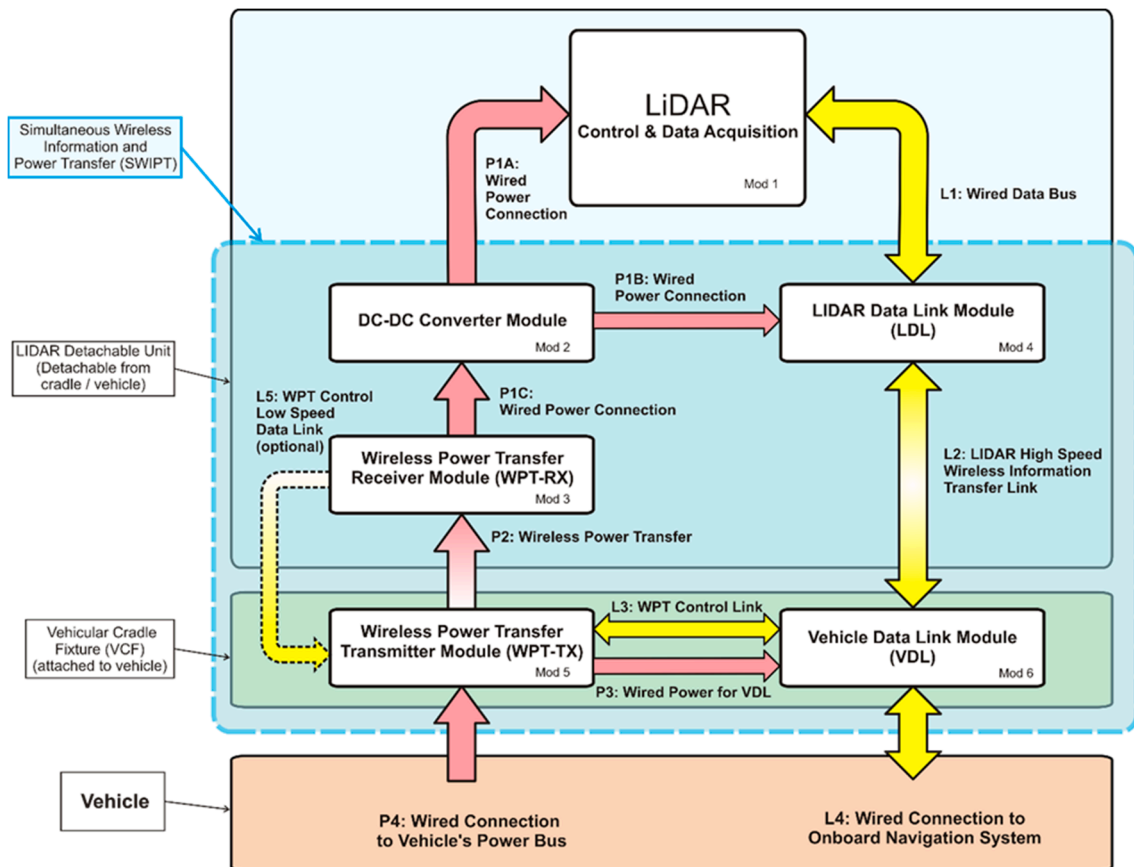 LiDAR
Control & Data Acquisition
Mod 1
Simultaneous Wireless
Information and
Power Transfer (SWIPT)
P1A:
Wired
Power
Connection
L1: Wired Data Bus
P1B: Wired
Power Connection
DC-DC Converter Module
Mod 2
LIDAR Data Link Module
(LDL)
Mod 4
LIDAR Detachable Unit
(Detachable from
cradle / vehicle)
L5: WPT Control
Low Speed
Data Link
(optional)
P1C:
Wired Power Connection
Wireless Power Transfer
Receiver Module (WPT-RX)
Mod 3
L2: LIDAR High Speed
Wireless Information
Transfer Link
P2: Wireless Power Transfer
Vehicular Cradle
Fixture (VCF)
(attached to vehicle)
Wireless Power Transfer
Transmitter Module (WPT-TX)
Mod 5
L3: WPT Control Link
P3: Wired Power for VDL
Vehicle Data Link Module
(VDL)
Mod 6
Vehicle
P4: Wired Connection
to Vehicle's Power Bus
L4: Wired Connection to
Onboard Navigation System